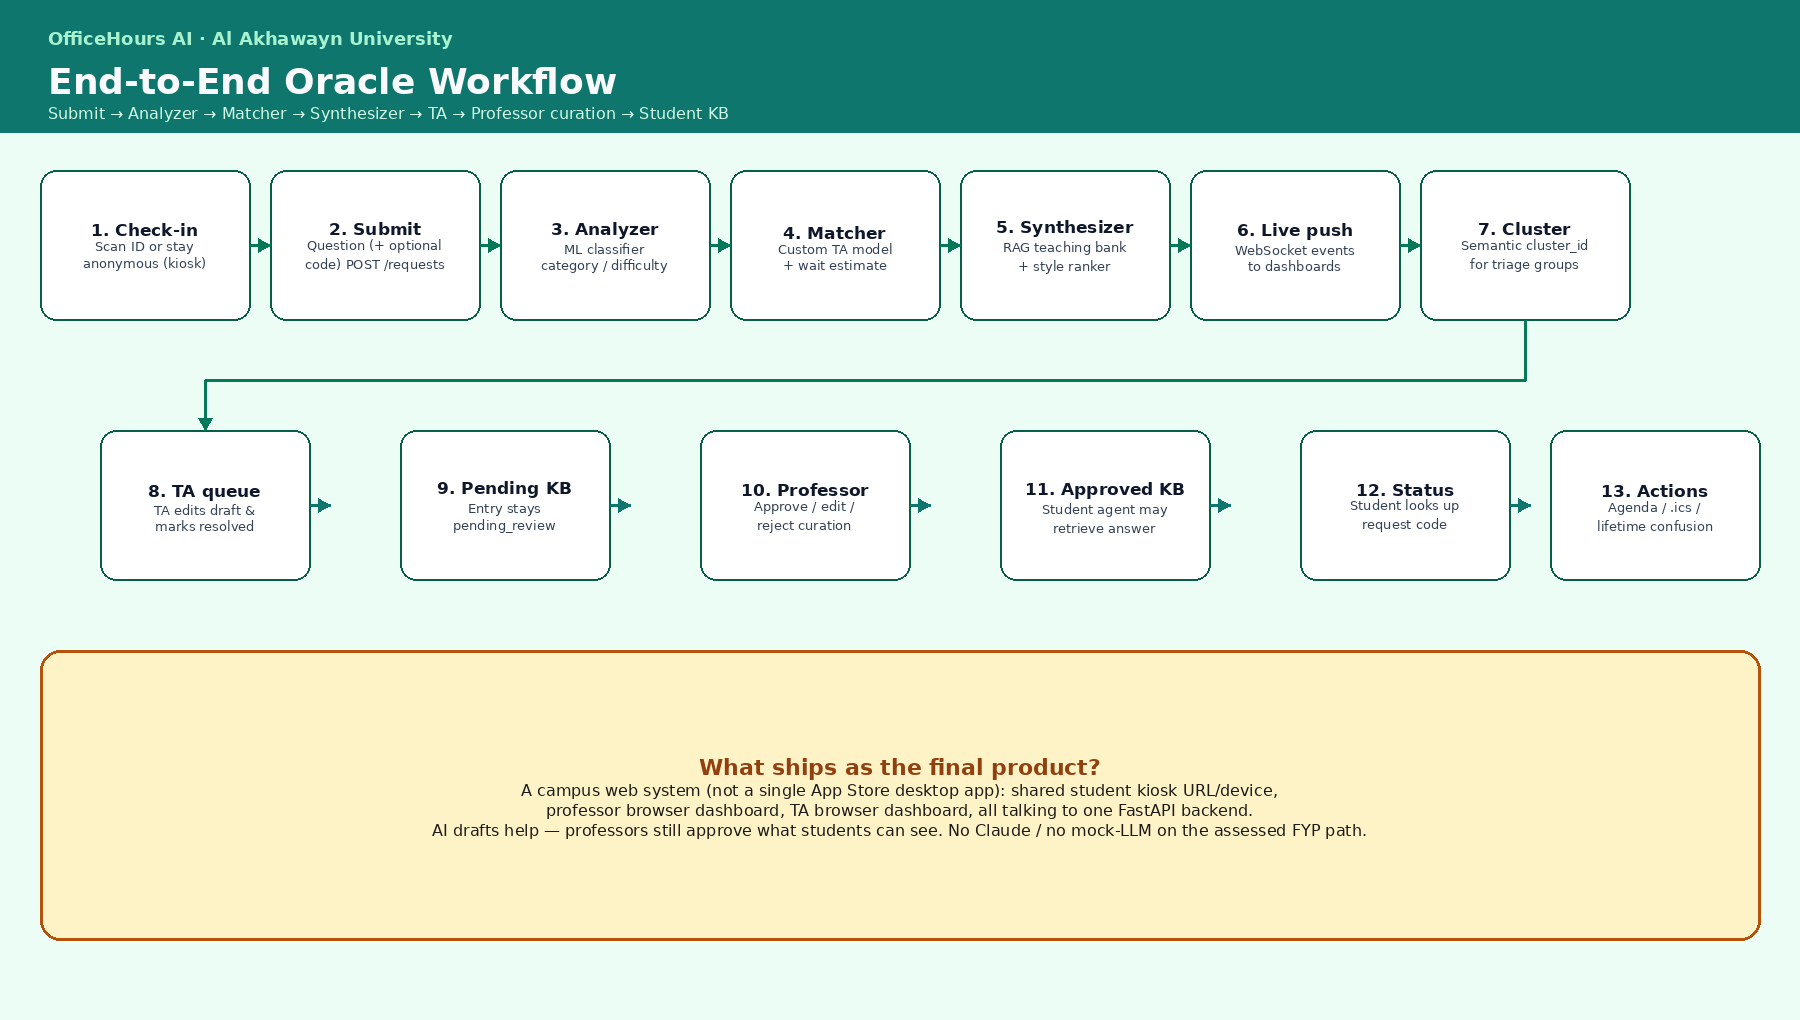 OfficeHours AI · Al Akhawayn University
End-to-End Oracle Workflow
Submit → Analyzer → Matcher → Synthesizer → TA → Professor curation → Student KB
1. Check-in
Scan ID or stay
anonymous (kiosk)
2. Submit
Question (+ optional
code) POST /requests
3. Analyzer
ML classifier
category / difficulty
4. Matcher
Custom TA model
+ wait estimate
5. Synthesizer
RAG teaching bank
+ style ranker
6. Live push
WebSocket events
to dashboards
7. Cluster
Semantic cluster_id
for triage groups
8. TA queue
TA edits draft &
marks resolved
9. Pending KB
Entry stays
pending_review
10. Professor
Approve / edit /
reject curation
11. Approved KB
Student agent may
retrieve answer
12. Status
Student looks up
request code
13. Actions
Agenda / .ics /
lifetime confusion
What ships as the final product?
A campus web system (not a single App Store desktop app): shared student kiosk URL/device,
professor browser dashboard, TA browser dashboard, all talking to one FastAPI backend.
AI drafts help — professors still approve what students can see. No Claude / no mock-LLM on the assessed FYP path.